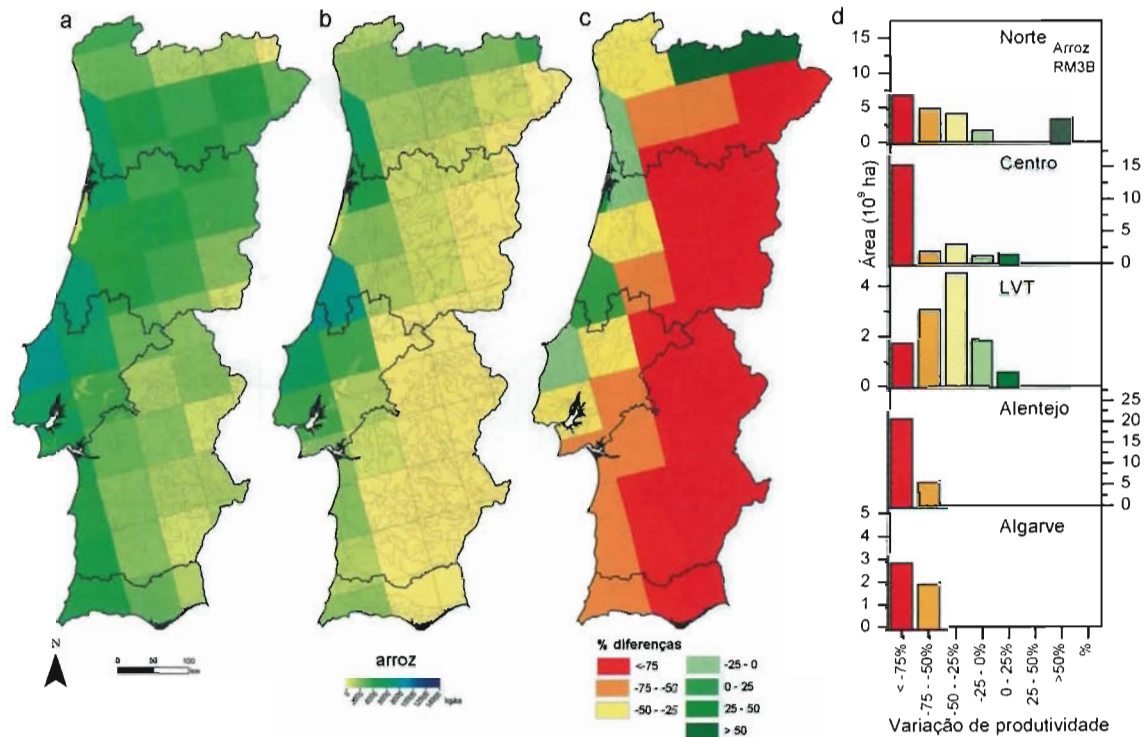 a
b
c
d
Norte
Arroz
RM3B
15
10
5
0
Centro
15
10
5
0
LVT
4
2
0
Alentejo
25
20
15
10
5
0
Algarve
5
4
3
2
1
0
Área (10⁹ ha)
< -75%
-75 - -50%
-50 - -25%
-25 - 0%
0 - 25%
>50%
%
Variação de produtividade
N
0 50 100
arroz
kg/ha
% diferenças
<-75
-75 - -50
-50 - -25
-25 - 0
0 - 25
25 - 50
> 50